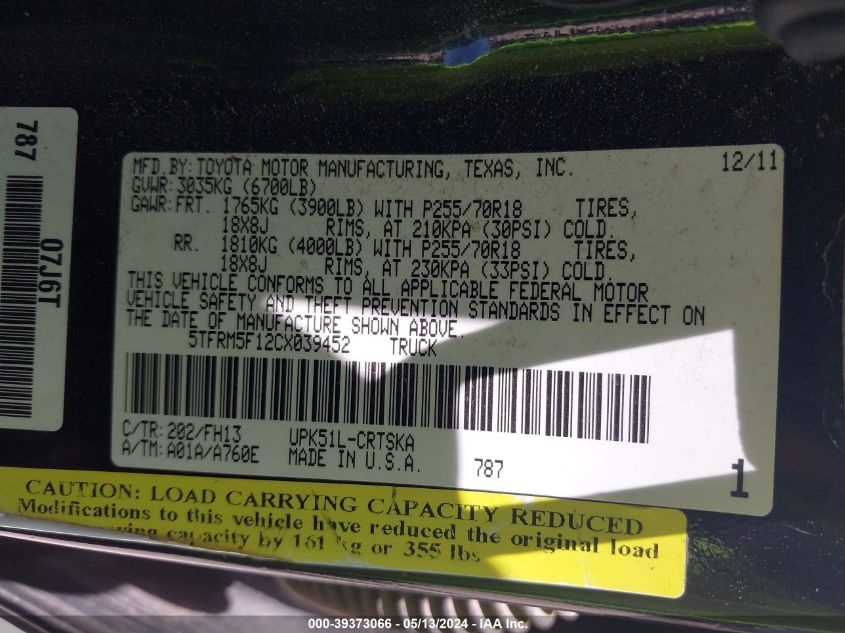 787
07J6T
MFD.BY:TOYOTA MOTOR MANUFACTURING, TEXAS, INC. 12/11
GVWR:3035KG (6700LB)
GAWR:FRT. 1765KG (3900LB) WITH P255/70R18 TIRES,
18X8J RIMS, AT 210KPA (30PSI) COLD.
RR. 1810KG (4000LB) WITH P255/70R18 TIRES,
18X8J RIMS, AT 230KPA (33PSI) COLD.
THIS VEHICLE CONFORMS TO ALL APPLICABLE FEDERAL MOTOR
VEHICLE SAFETY AND THEFT PREVENTION STANDARDS IN EFFECT ON
THE DATE OF MANUFACTURE SHOWN ABOVE.
5TFRM5F12CX039452 TRUCK
C/TR:202/FH13 UPK51L-CRTSKA
A/TM:A01A/A760E MADE IN U.S.A. 787 1
CAUTION: LOAD CARRYING CAPACITY REDUCED
Modifications to this vehicle have reduced the original load
capacity by 161 kg or 355 lbs
000-39373066 - 05/13/2024 - IAA Inc.